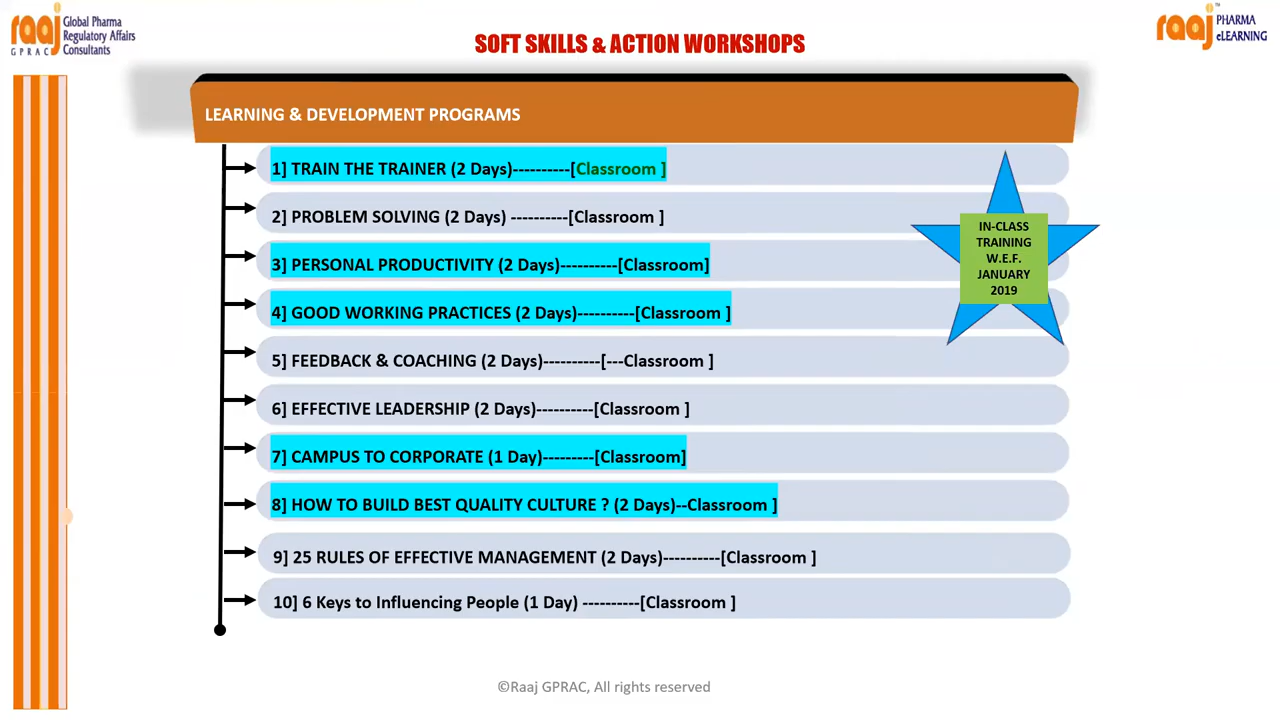 raaj Global Pharma
Regulatory Affairs
GPRAC Consultants
SOFT SKILLS & ACTION WORKSHOPS
raaj PHARMA
eLEARNING
™
LEARNING & DEVELOPMENT PROGRAMS
1] TRAIN THE TRAINER (2 Days)----------[Classroom ]
2] PROBLEM SOLVING (2 Days) ----------[Classroom ]
3] PERSONAL PRODUCTIVITY (2 Days)----------[Classroom]
4] GOOD WORKING PRACTICES (2 Days)----------[Classroom ]
5] FEEDBACK & COACHING (2 Days)----------[---Classroom ]
6] EFFECTIVE LEADERSHIP (2 Days)----------[Classroom ]
7] CAMPUS TO CORPORATE (1 Day)---------[Classroom]
8] HOW TO BUILD BEST QUALITY CULTURE ? (2 Days)--Classroom ]
9] 25 RULES OF EFFECTIVE MANAGEMENT (2 Days)----------[Classroom ]
10] 6 Keys to Influencing People (1 Day) ----------[Classroom ]
IN-CLASS
TRAINING
W.E.F.
JANUARY
2019
©Raaj GPRAC, All rights reserved